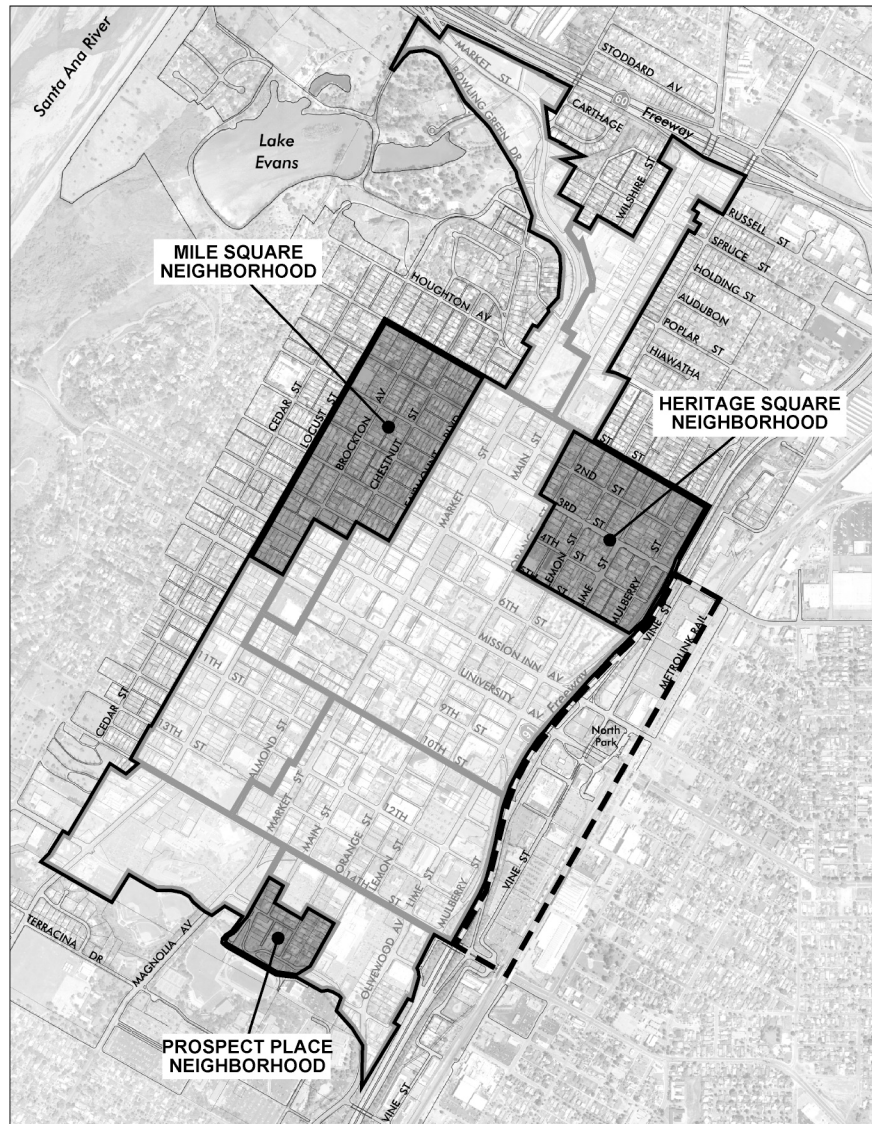 Santa Ana River
Lake
Evans
MARKET ST
BOWLING GREEN DR
STODDARD AV
60
Freeway
CARTHAGE
WILSHIRE ST
RUSSELL ST
SPRUCE ST
HOLDING ST
AUDUBON
POPLAR ST
HIAWATHA
MILE SQUARE
NEIGHBORHOOD
HOUGHTON AV
HERITAGE SQUARE
NEIGHBORHOOD
CEDAR ST
LOCUST ST
BROCKTON AV
CHESTNUT ST
MARKET ST
MAIN ST
ST
2ND ST
3RD ST
4TH ST
LEMON ST
LIME ST
MULBERRY ST
6TH ST
MISSION INN AV
UNIVERSITY AV
9TH ST
10TH ST
Freeway
VINE ST
METROLINK RAIL
North
Park
11TH ST
13TH ST
CEDAR ST
ALMOND ST
MARKET ST
MAIN ST
ORANGE ST
LEMON ST
LIME ST
12TH
14TH ST
MULBERRY ST
VINE ST
OLIVEWOOD AV
TERRACINA DR
MAGNOLIA AV
PROSPECT PLACE
NEIGHBORHOOD
VINE ST